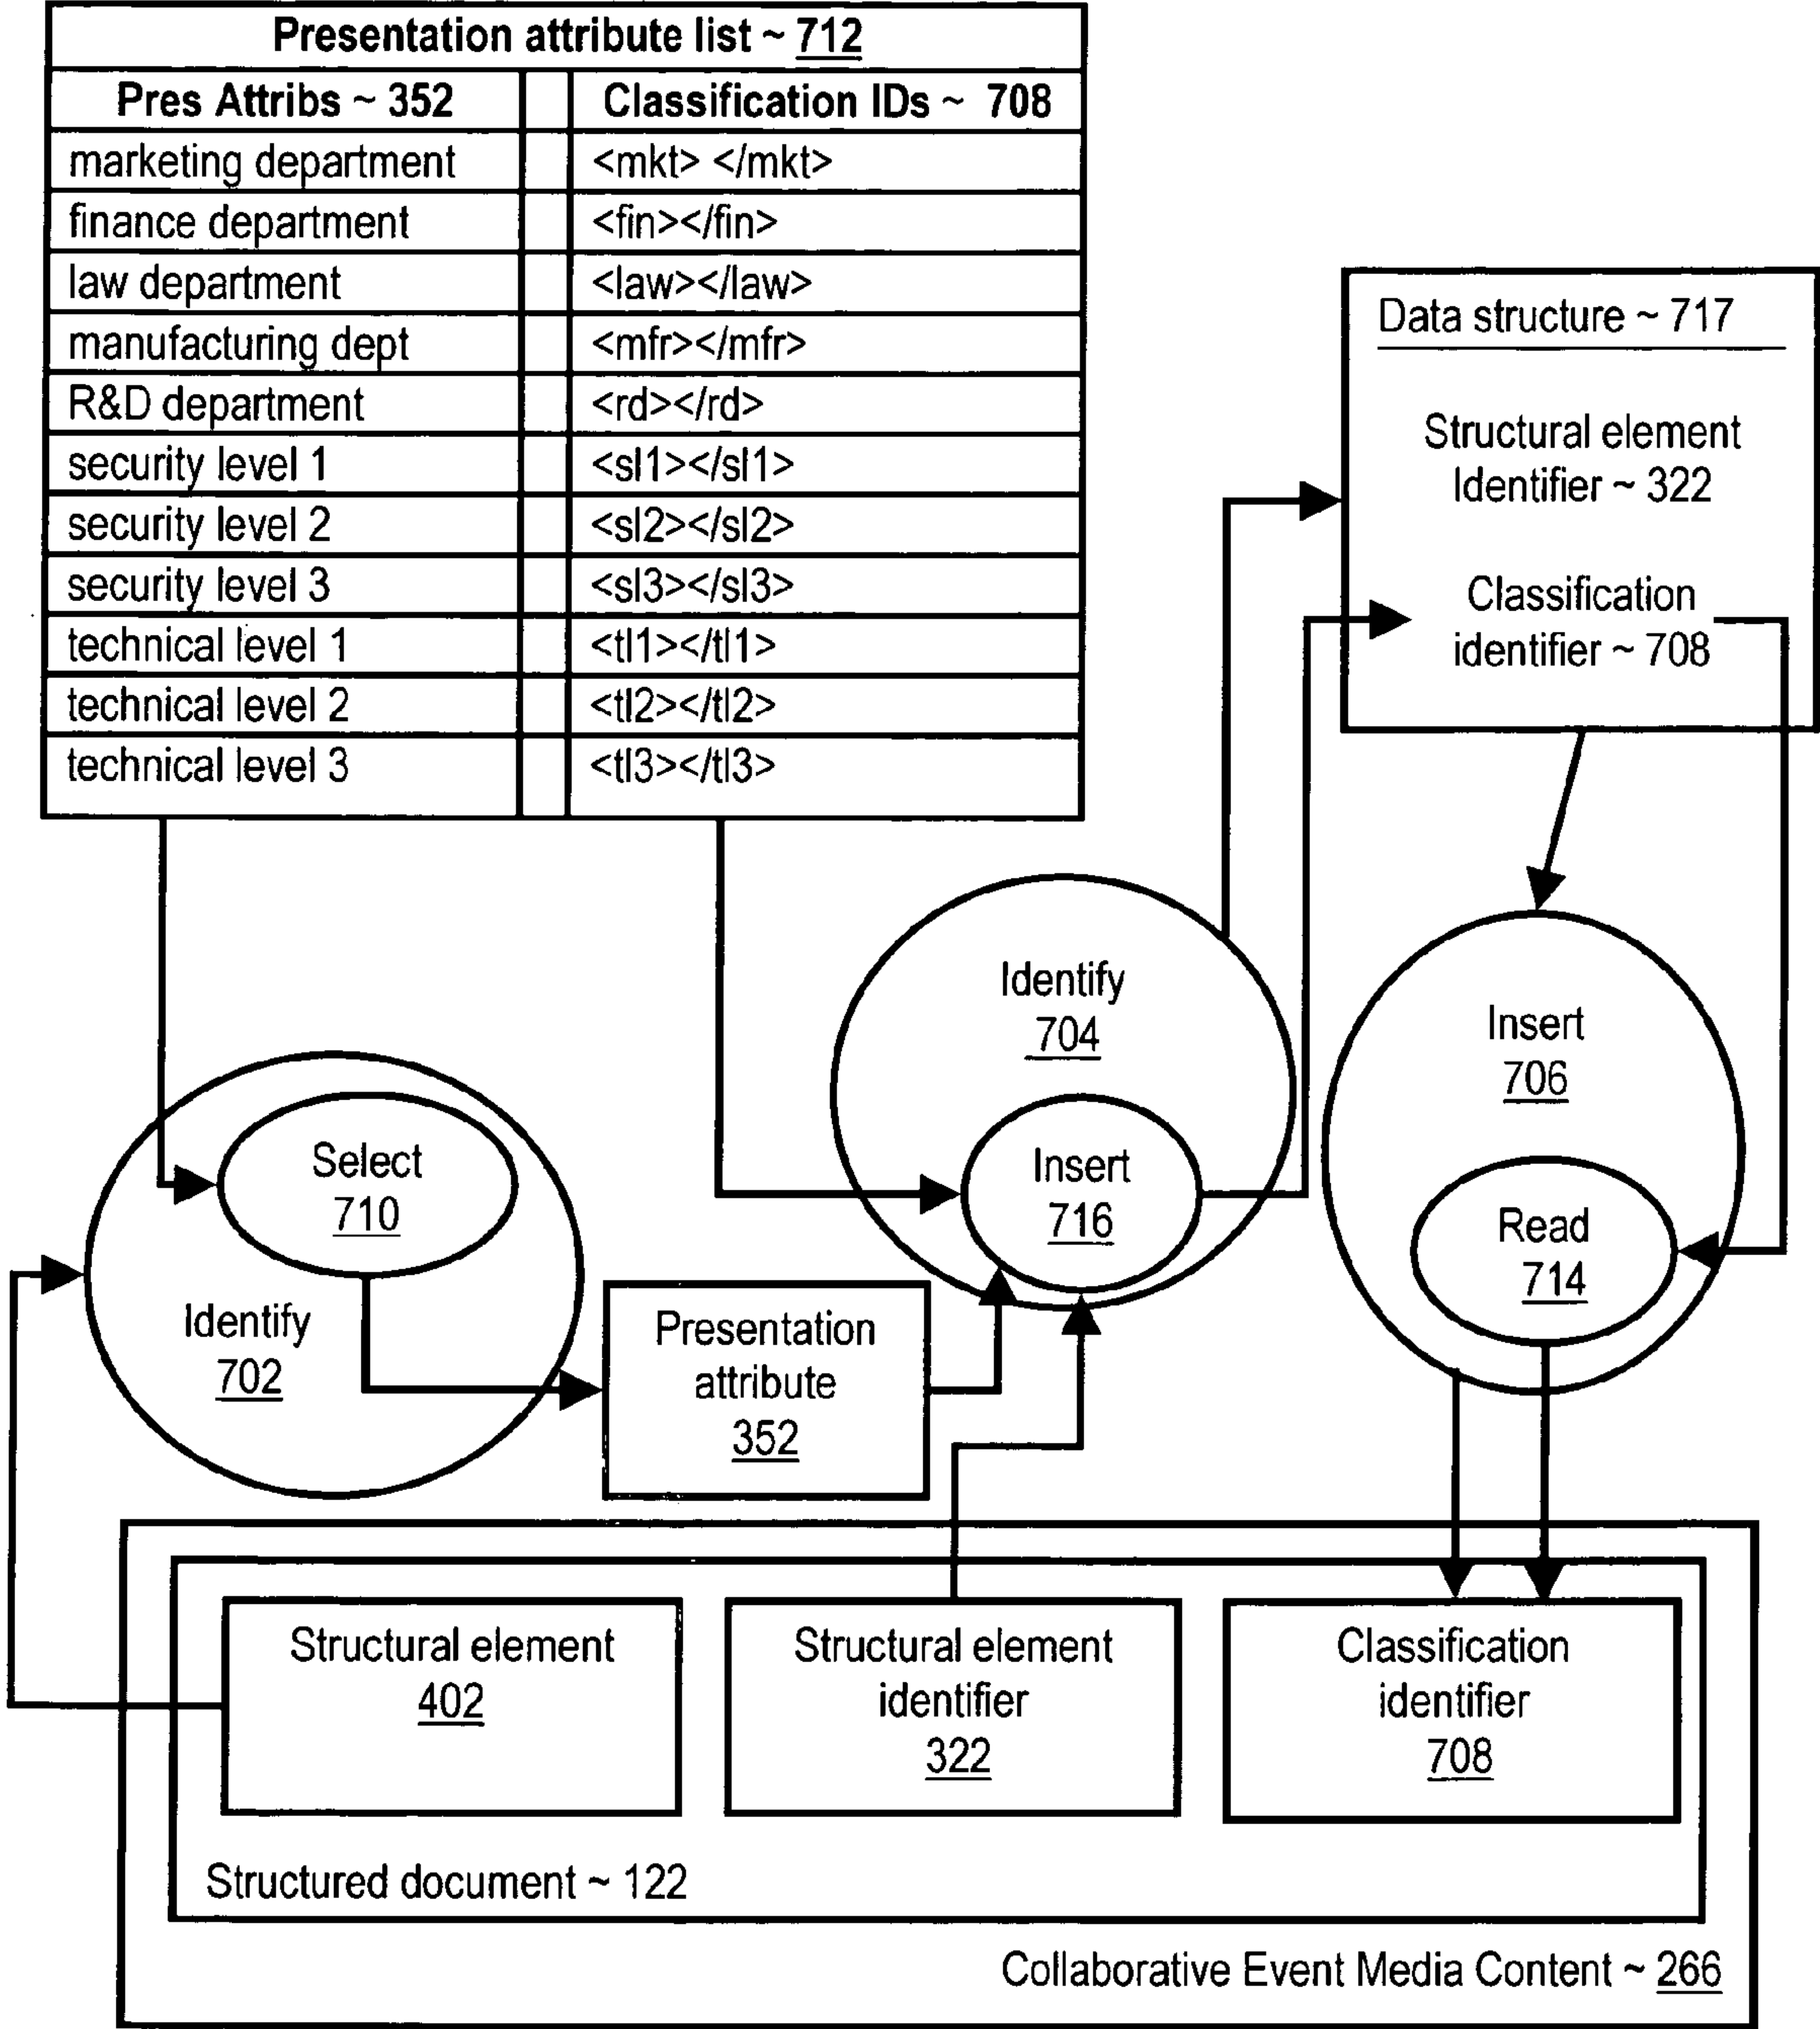 Presentation attribute list ~ 712
Pres Attribs ~ 352 Classification IDs ~ 708
marketing department <mkt> </mkt>
finance department <fin></fin>
law department <law></law>
manufacturing dept <mfr></mfr>
R&D department <rd></rd>
security level 1 <sl1></sl1>
security level 2 <sl2></sl2>
security level 3 <sl3></sl3>
technical level 1 <tl1></tl1>
technical level 2 <tl2></tl2>
technical level 3 <tl3></tl3>
Data structure ~ 717
Structural element
Identifier ~ 322
Classification
identifier ~ 708
Identify
704
Insert
716
Insert
706
Read
714
Select
710
Identify
702
Presentation
attribute
352
Structural element
402
Structural element
identifier
322
Classification
identifier
708
Structured document ~ 122
Collaborative Event Media Content ~ 266